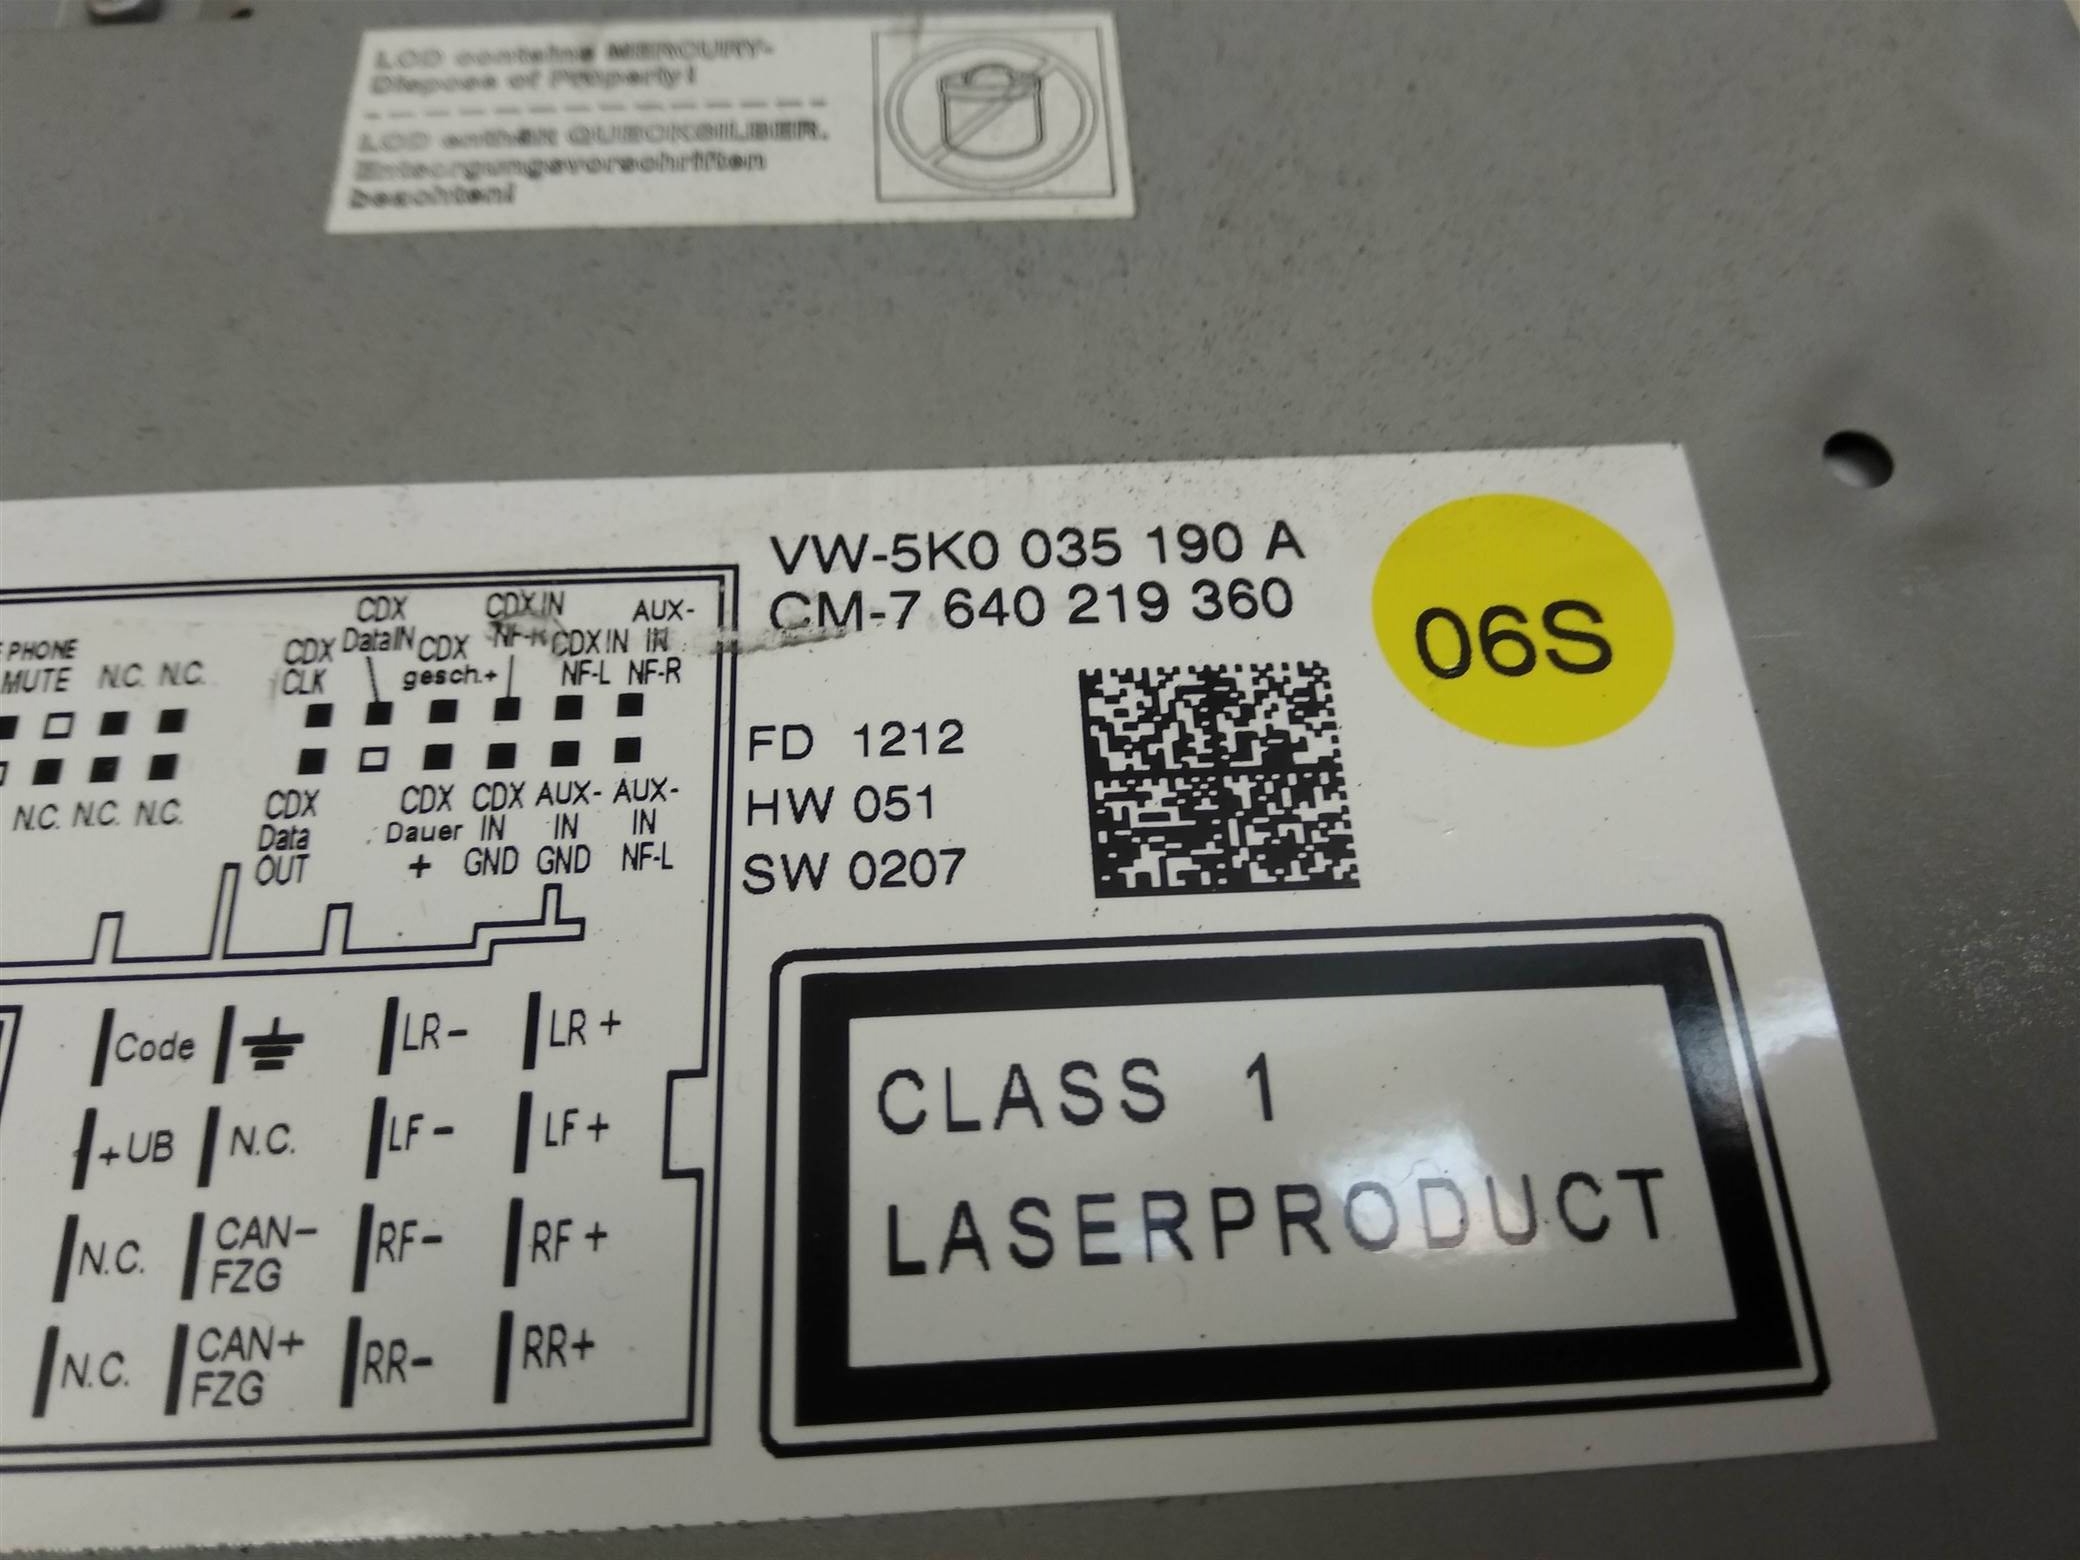 LCD contains MERCURY-
Dispose of Properly!
LCD enthält QUECKSILBER.
Entsorgungsvorschriften
beachten!
VW-5K0 035 190 A
CM-7 640 219 360
06S
FD 1212
HW 051
SW 0207
CLASS 1
LASERPRODUCT
PHONE
MUTE N.C. N.C.
CDX
CLK
CDX
DataIN
CDX
gesch.+
CDX IN
NF-R
CDX IN
NF-L
AUX-
IN
NF-R
N.C. N.C. N.C.
CDX
Data
OUT
CDX
Dauer
+
CDX
IN
GND
AUX-
IN
GND
AUX-
IN
NF-L
Code LR- LR+
+UB N.C. LF- LF+
N.C. CAN- FZG RF- RF+
N.C. CAN+ FZG RR- RR+